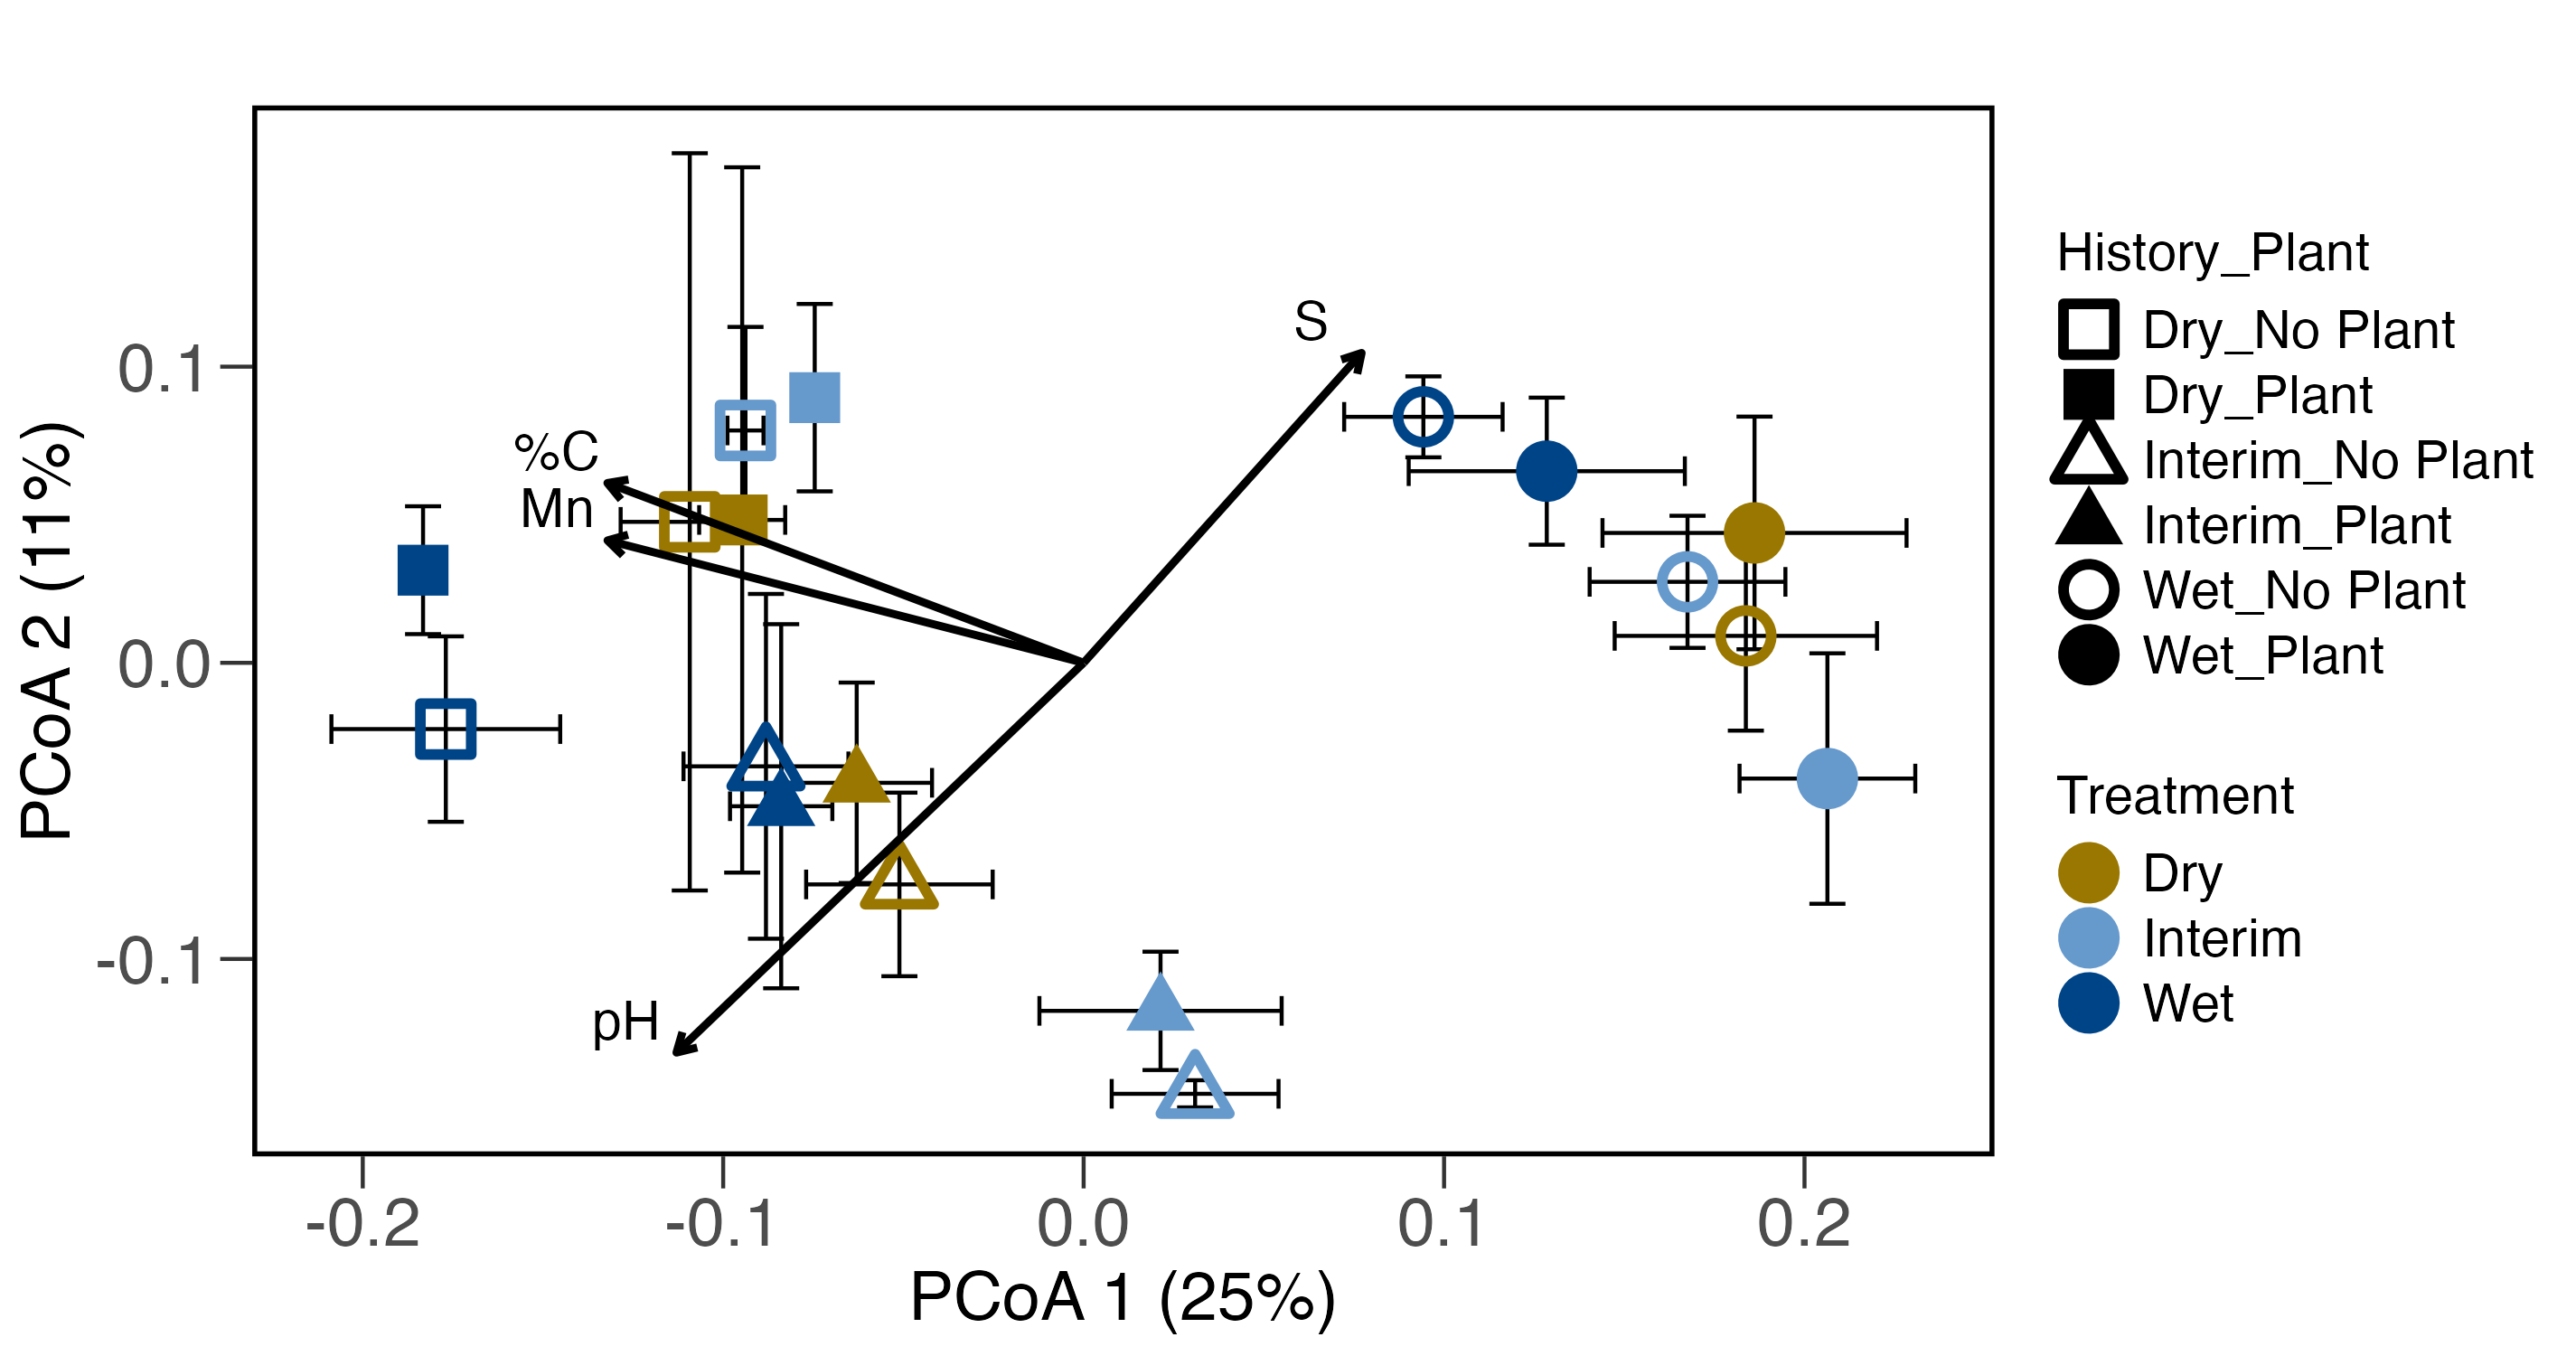 PCoA 2 (11%)
0.1
0.0
-0.1
S
%C
Mn
pH
-0.2
-0.1
0.0
0.1
0.2
PCoA 1 (25%)
History_Plant
Dry_No Plant
Dry_Plant
Interim_No Plant
Interim_Plant
Wet_No Plant
Wet_Plant
Treatment
Dry
Interim
Wet